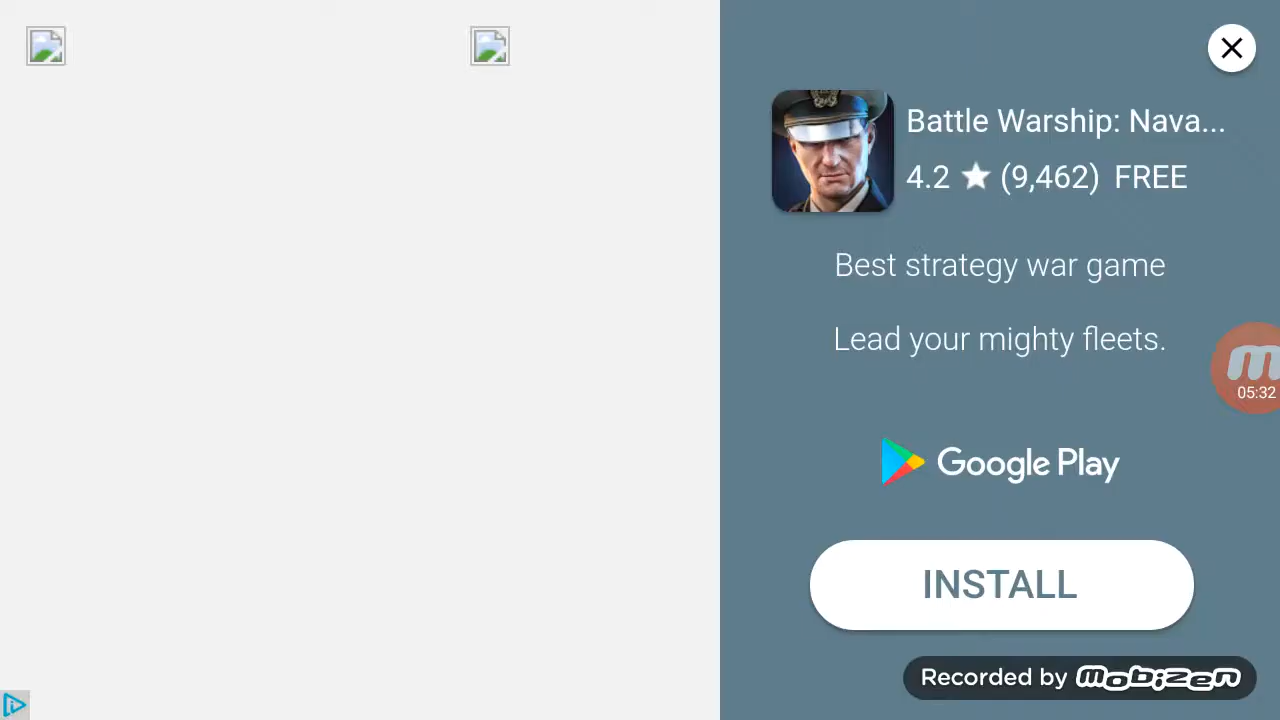 Battle Warship: Nava...
4.2 ★ (9,462) FREE
Best strategy war game
Lead your mighty fleets.
05:32
Google Play
INSTALL
Recorded by mobizen